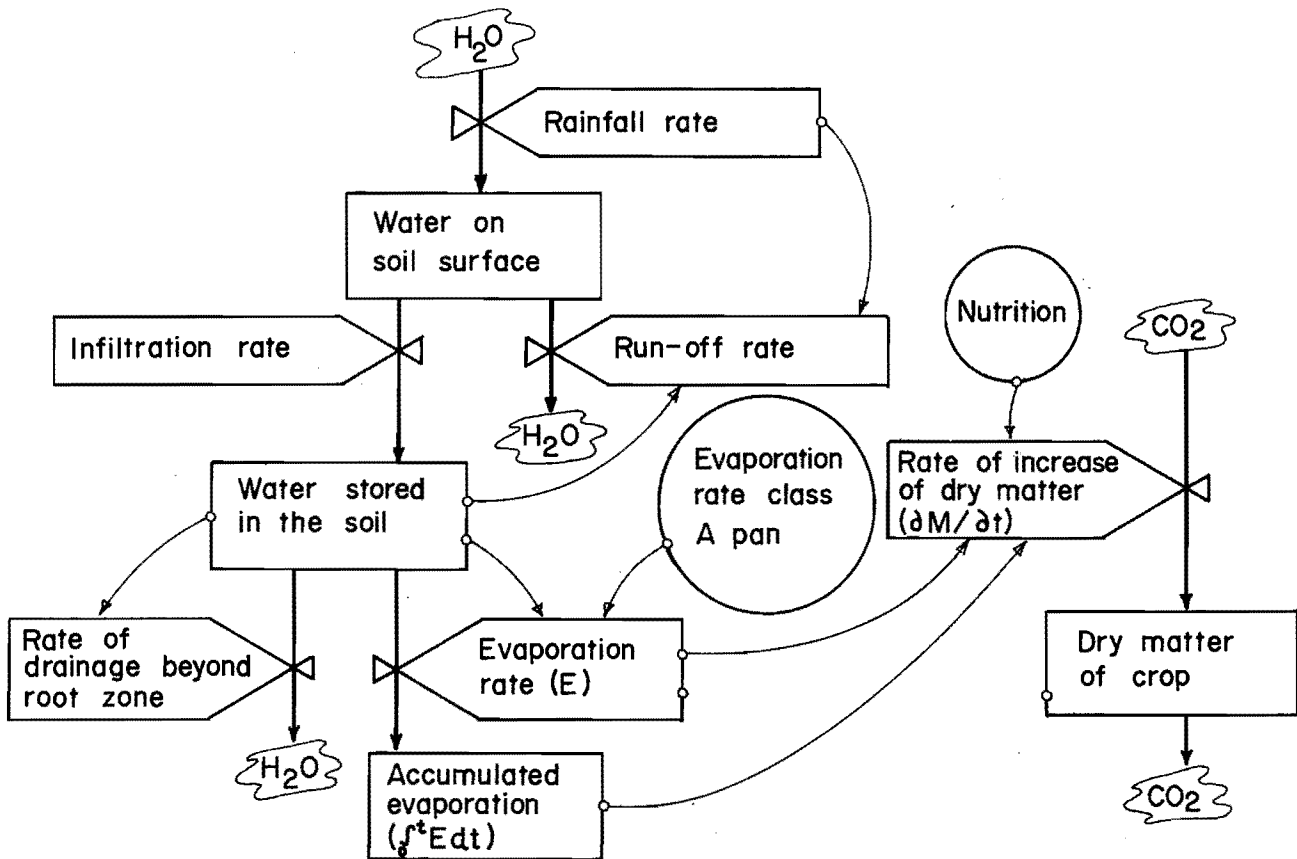 H₂O
Rainfall rate
Water on
soil surface
Infiltration rate
Run-off rate
Nutrition
CO₂
H₂O
Water stored
in the soil
Evaporation
rate class
A pan
Rate of increase
of dry matter
(∂M/∂t)
Rate of
drainage beyond
root zone
Evaporation
rate (E)
Dry matter
of crop
H₂O
Accumulated
evaporation
(∫₀ᵗE dt)
CO₂